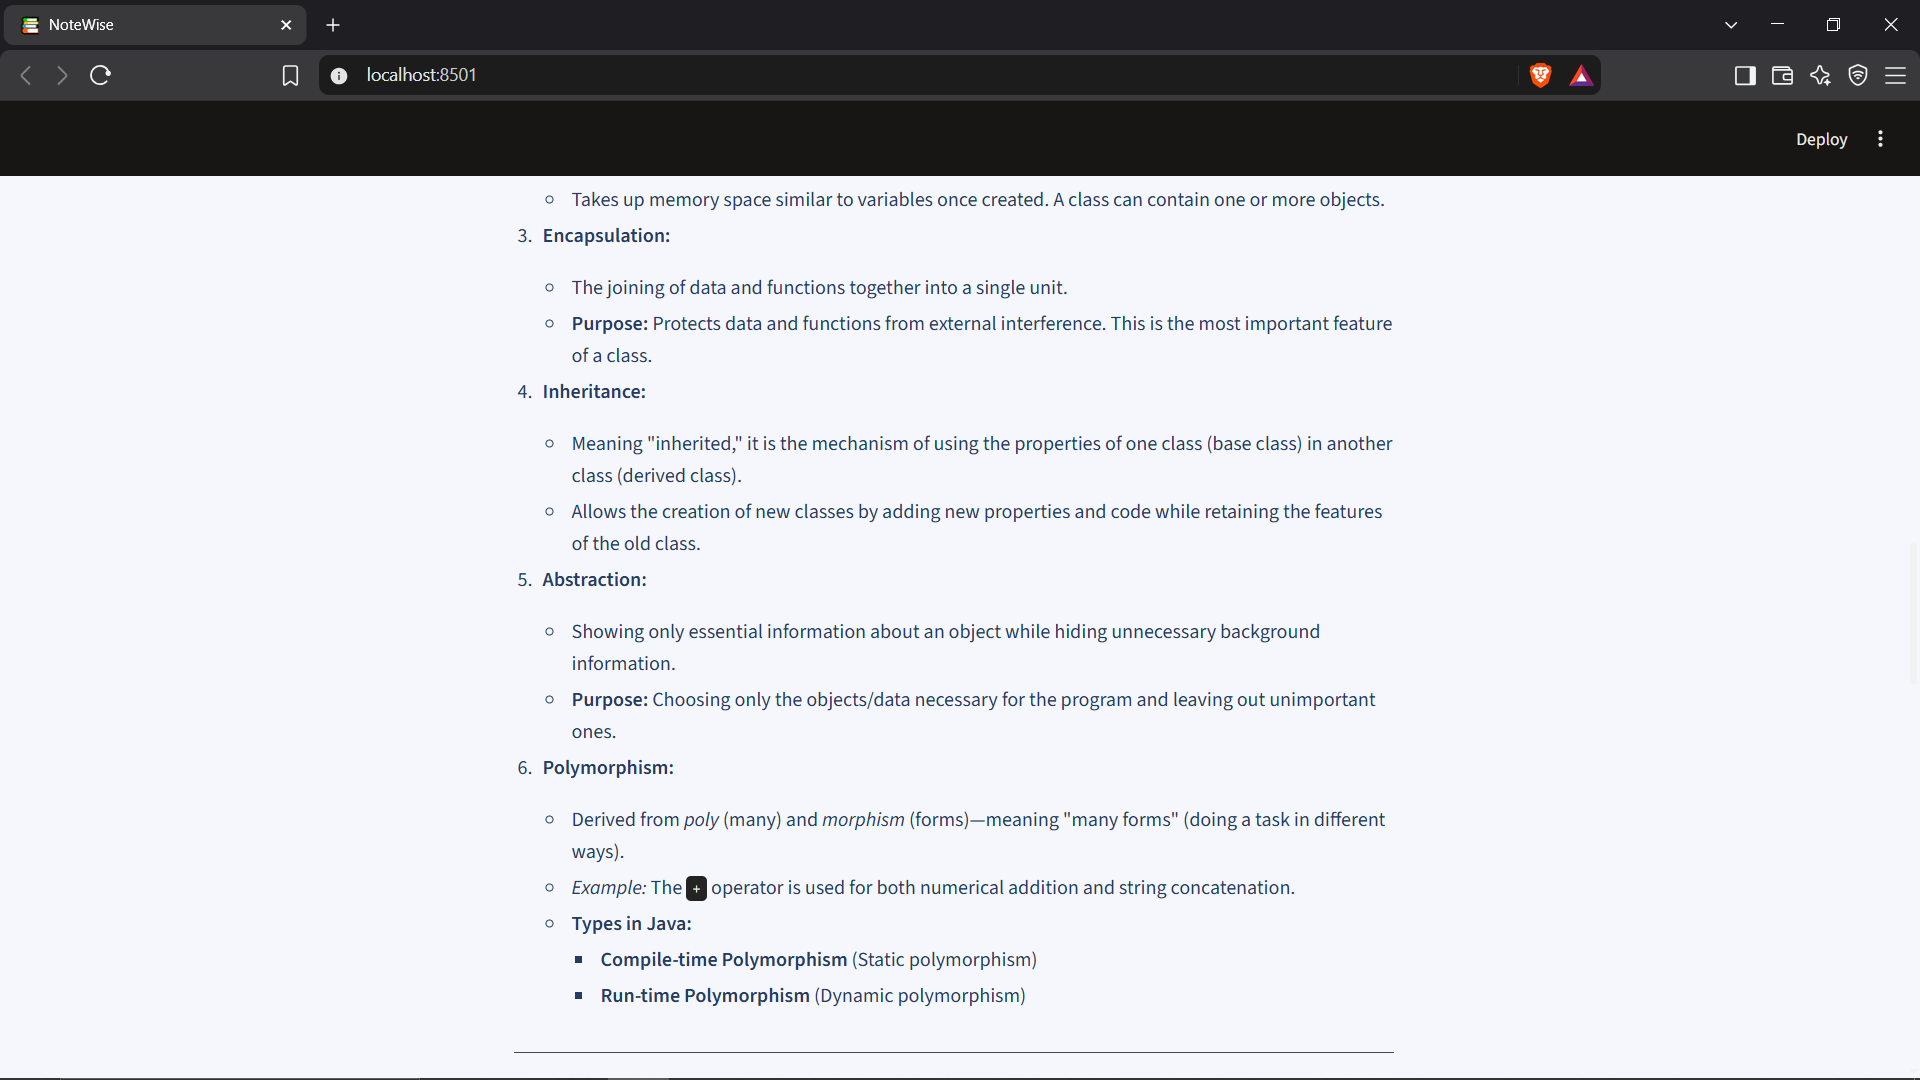 NoteWise
localhost:8501
Deploy
Takes up memory space similar to variables once created. A class can contain one or more objects.
3. Encapsulation:
The joining of data and functions together into a single unit.
Purpose: Protects data and functions from external interference. This is the most important feature
of a class.
4. Inheritance:
Meaning "inherited," it is the mechanism of using the properties of one class (base class) in another
class (derived class).
Allows the creation of new classes by adding new properties and code while retaining the features
of the old class.
5. Abstraction:
Showing only essential information about an object while hiding unnecessary background
information.
Purpose: Choosing only the objects/data necessary for the program and leaving out unimportant
ones.
6. Polymorphism:
Derived from poly (many) and morphism (forms)—meaning "many forms" (doing a task in different
ways).
Example: The + operator is used for both numerical addition and string concatenation.
Types in Java:
Compile-time Polymorphism (Static polymorphism)
Run-time Polymorphism (Dynamic polymorphism)